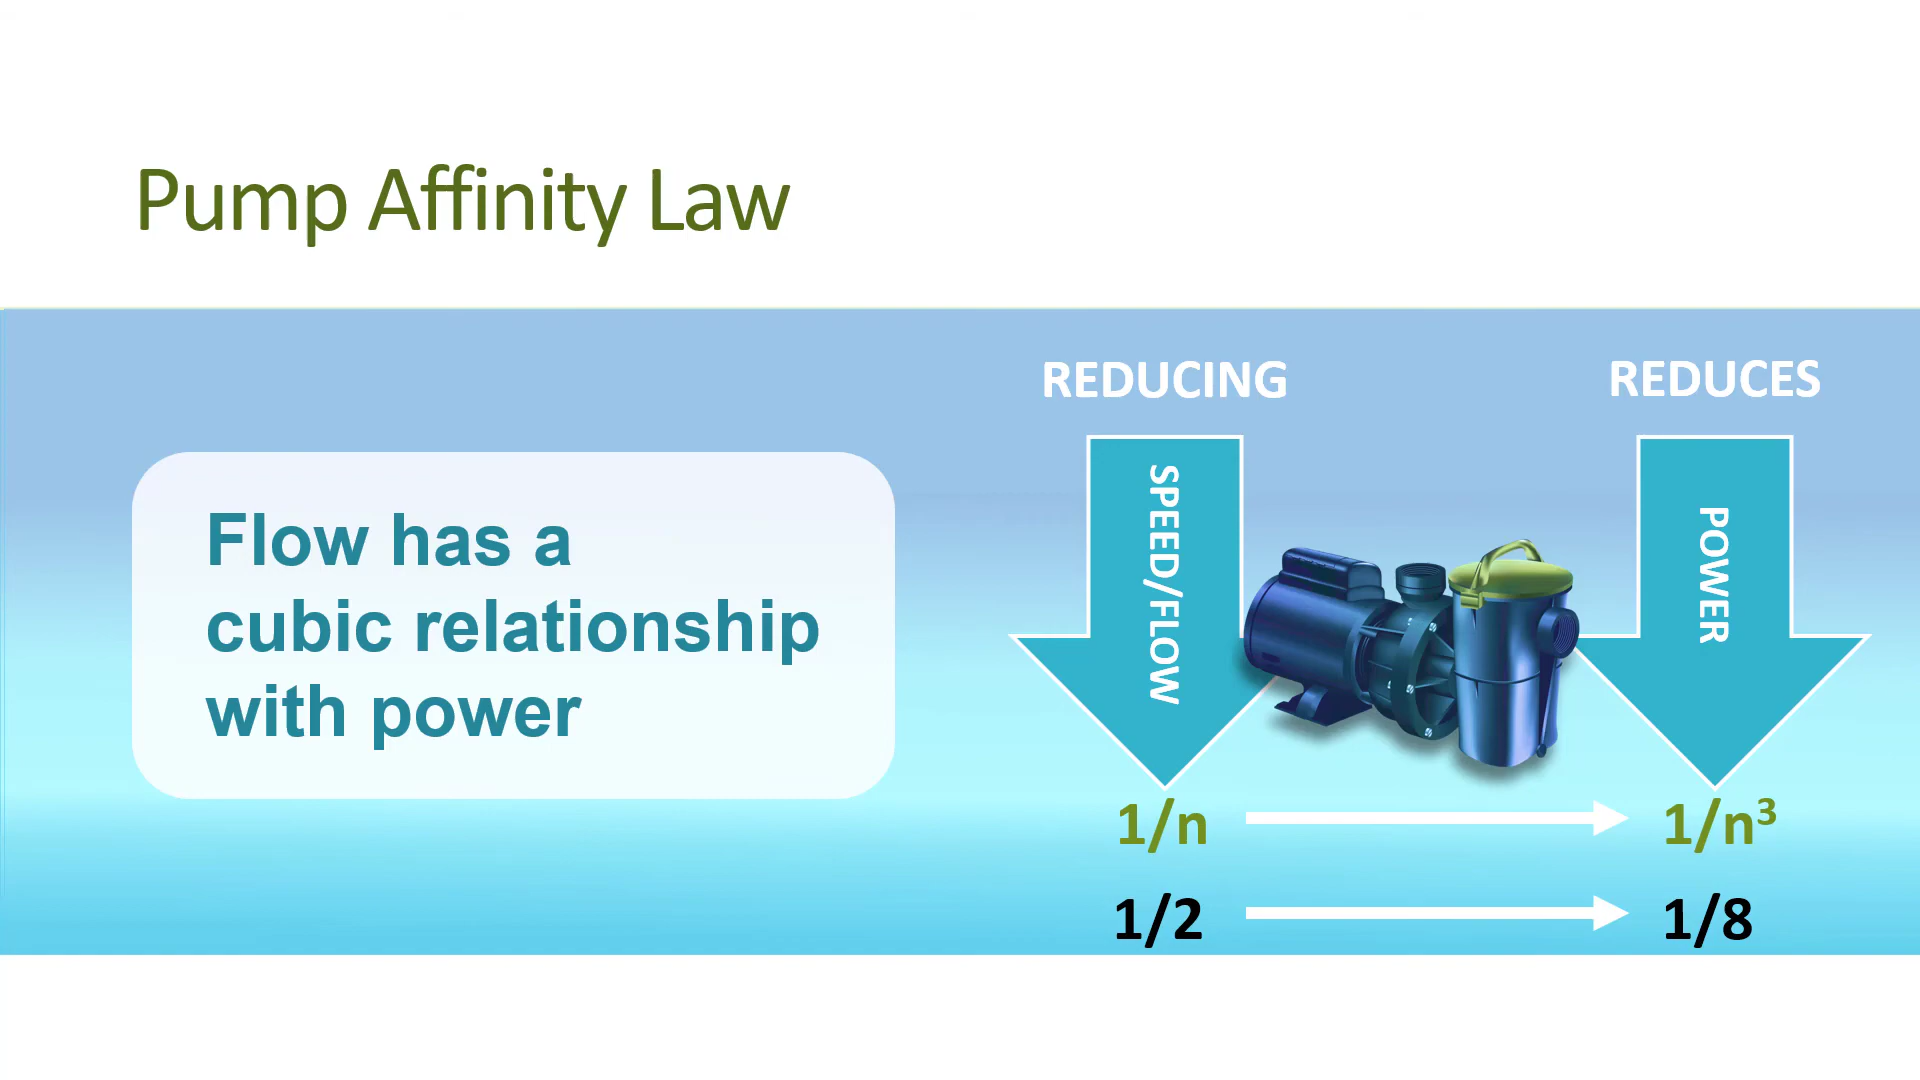 Pump Affinity Law
Flow has a
cubic relationship
with power
REDUCING
REDUCES
SPEED/FLOW
POWER
1/n
1/n³
1/2
1/8